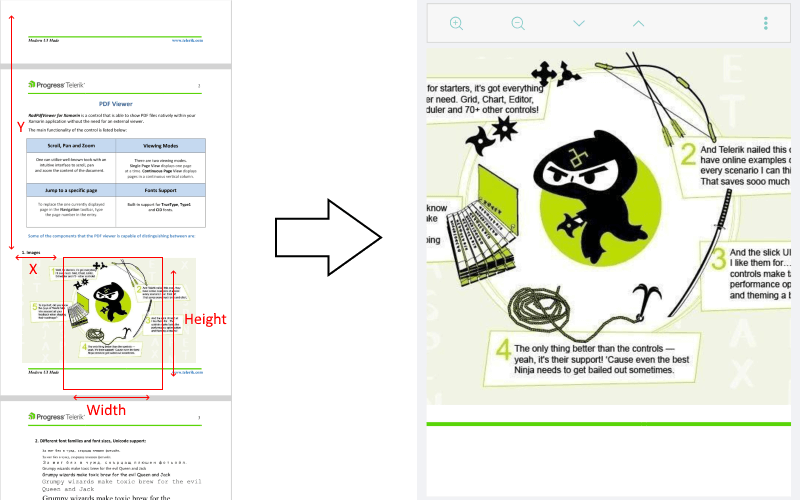 Modern UI Made
www.telerik.com
Progress Telerik
PDF Viewer
RadPdfViewer for Xamarin is a control that is able to show PDF files natively within your
Xamarin application without the need for an external viewer.
The main functionality of the control is listed below:
Scroll, Pan and Zoom
Viewing Modes
One can utilize well known tools with an
intuitive interface to scroll, pan
and zoom the content of the document.
There are two viewing modes.
Single Page View displays one page
at a time. Continuous Page View displays
pages in a continuous vertical column.
Jump to a specific page
Fonts Support
To replace the one currently displayed
page in the Navigation toolbar, type
the page number in the entry.
Built-in support for TrueType, Type1
and CID fonts.
Some of the components that the PDF viewer is capable of distinguishing between are:
1. Images
Y
X
Height
Width
Modern UI Made
www.telerik.com
Progress Telerik
2. Different font families and font sizes, Unicode support:
Grumpy wizards make toxic brew for the evil Queen and Jack
Grumpy wizards make toxic brew for the evil Queen and Jack
Grumpy wizards make toxic brew for the evil
Queen and Jack
Grumpy wizards make toxic brew for the
for starters, it's got everything
er need. Grid, Chart, Editor,
duler and 70+ other controls!
2 And Telerik nailed this
have online examples
every scenario I can thi
That saves sooo much
know
ake
ping
3 And the slick UI
I like them for...
controls make t
performance op
and theming a b
4 The only thing better than the controls —
yeah, it's their support! 'Cause even the best
Ninja needs to get bailed out sometimes.